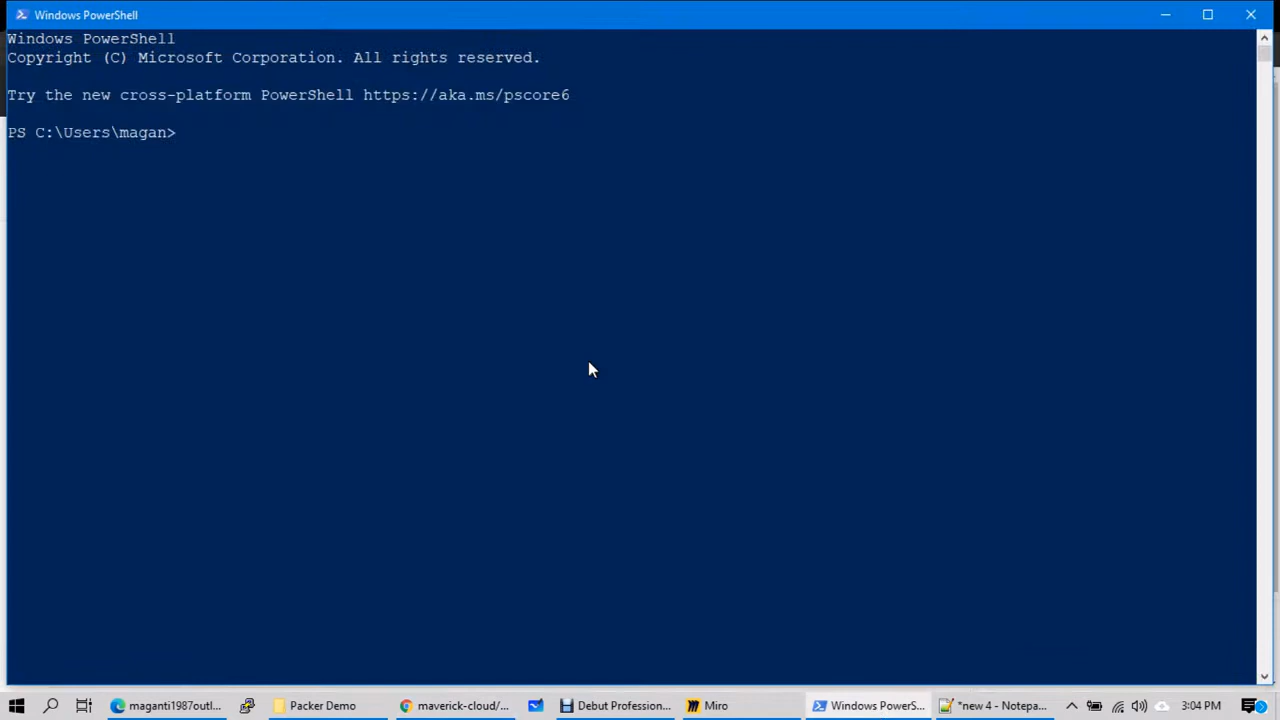 Windows PowerShell
Windows PowerShell
Copyright (C) Microsoft Corporation. All rights reserved.
Try the new cross-platform PowerShell https://aka.ms/pscore6
PS C:\Users\magan>
maganti1987outl...
Packer Demo
maverick-cloud/...
Debut Profession...
Miro
Windows PowerS...
*new 4 - Notepa...
3:04 PM